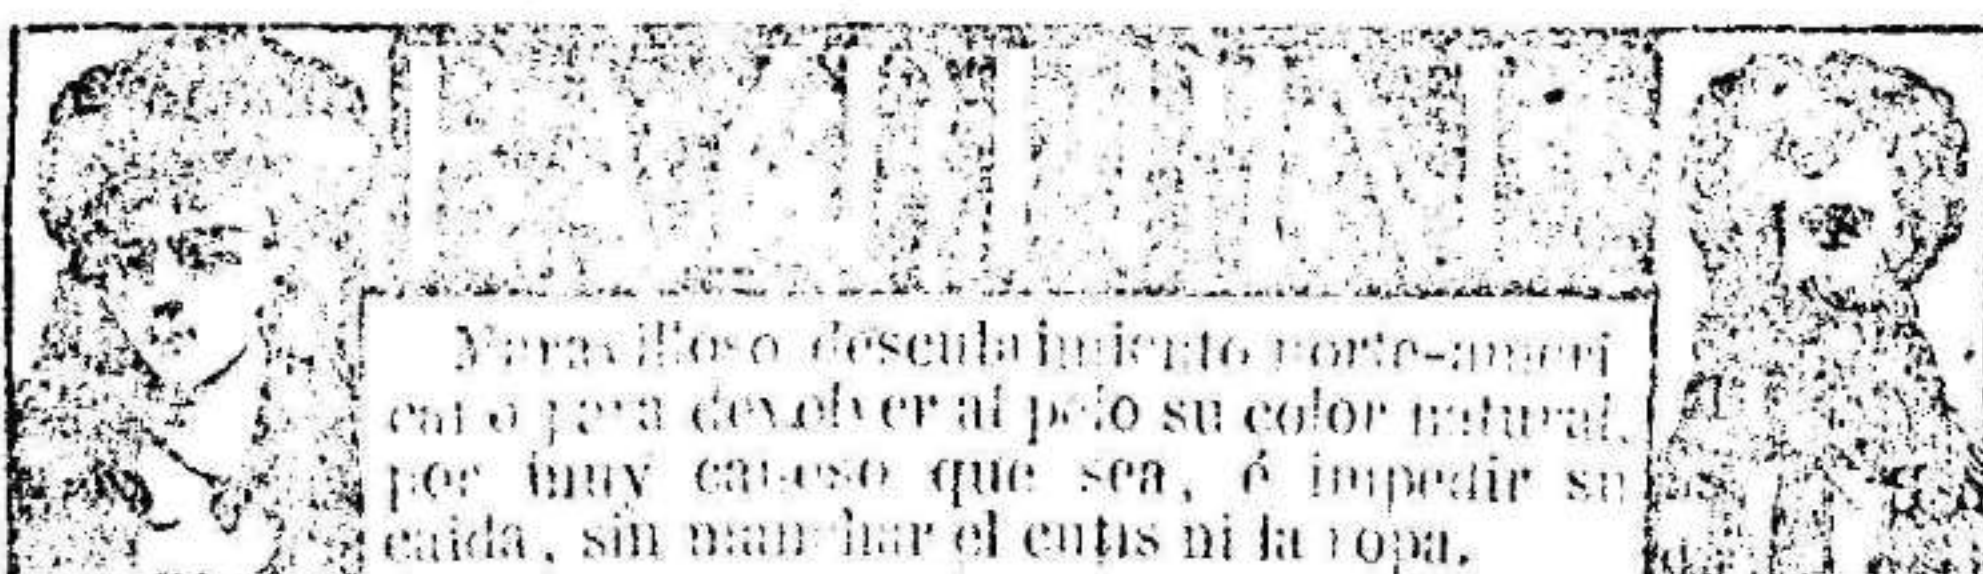 Maravilloso descubrimiento norte-ameri
cano para devolver al pelo su color natural,
por muy canoso que sea, é impedir su
caida, sin manchar el cutis ni la ropa.